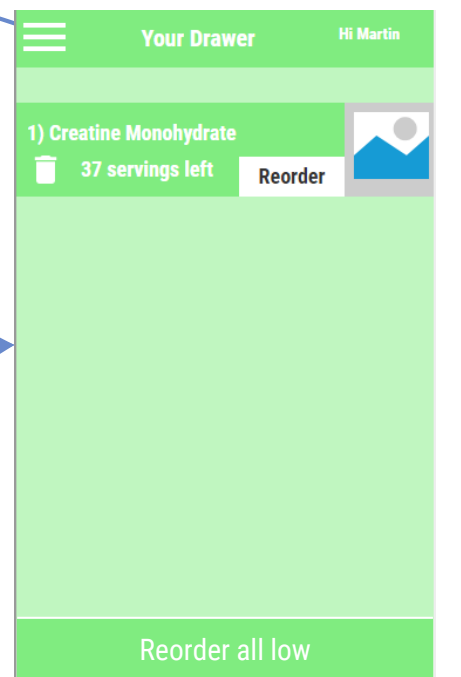 Your Drawer
Hi Martin
1) Creatine Monohydrate
37 servings left
Reorder
Reorder all low